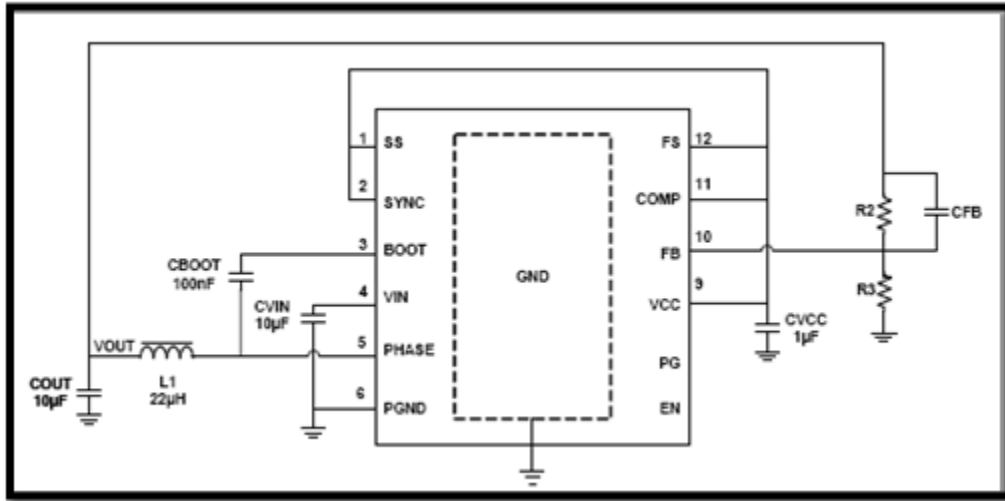 1
SS
FS
12
2
SYNC
COMP
11
R2
CFB
3
BOOT
FB
10
CBOOT
100nF
GND
4
VIN
CVIN
10µF
9
VCC
R3
CVCC
1µF
VOUT
5
PHASE
PG
L1
22µH
COUT
10µF
6
PGND
EN